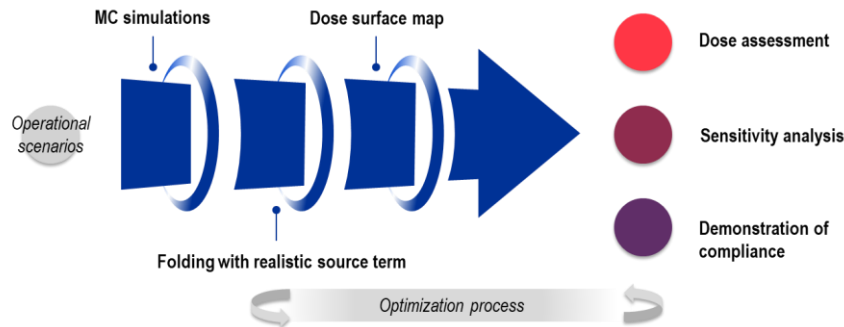 MC simulations
Dose surface map
Dose assessment
Operational
scenarios
Sensitivity analysis
Folding with realistic source term
Demonstration of
compliance
Optimization process